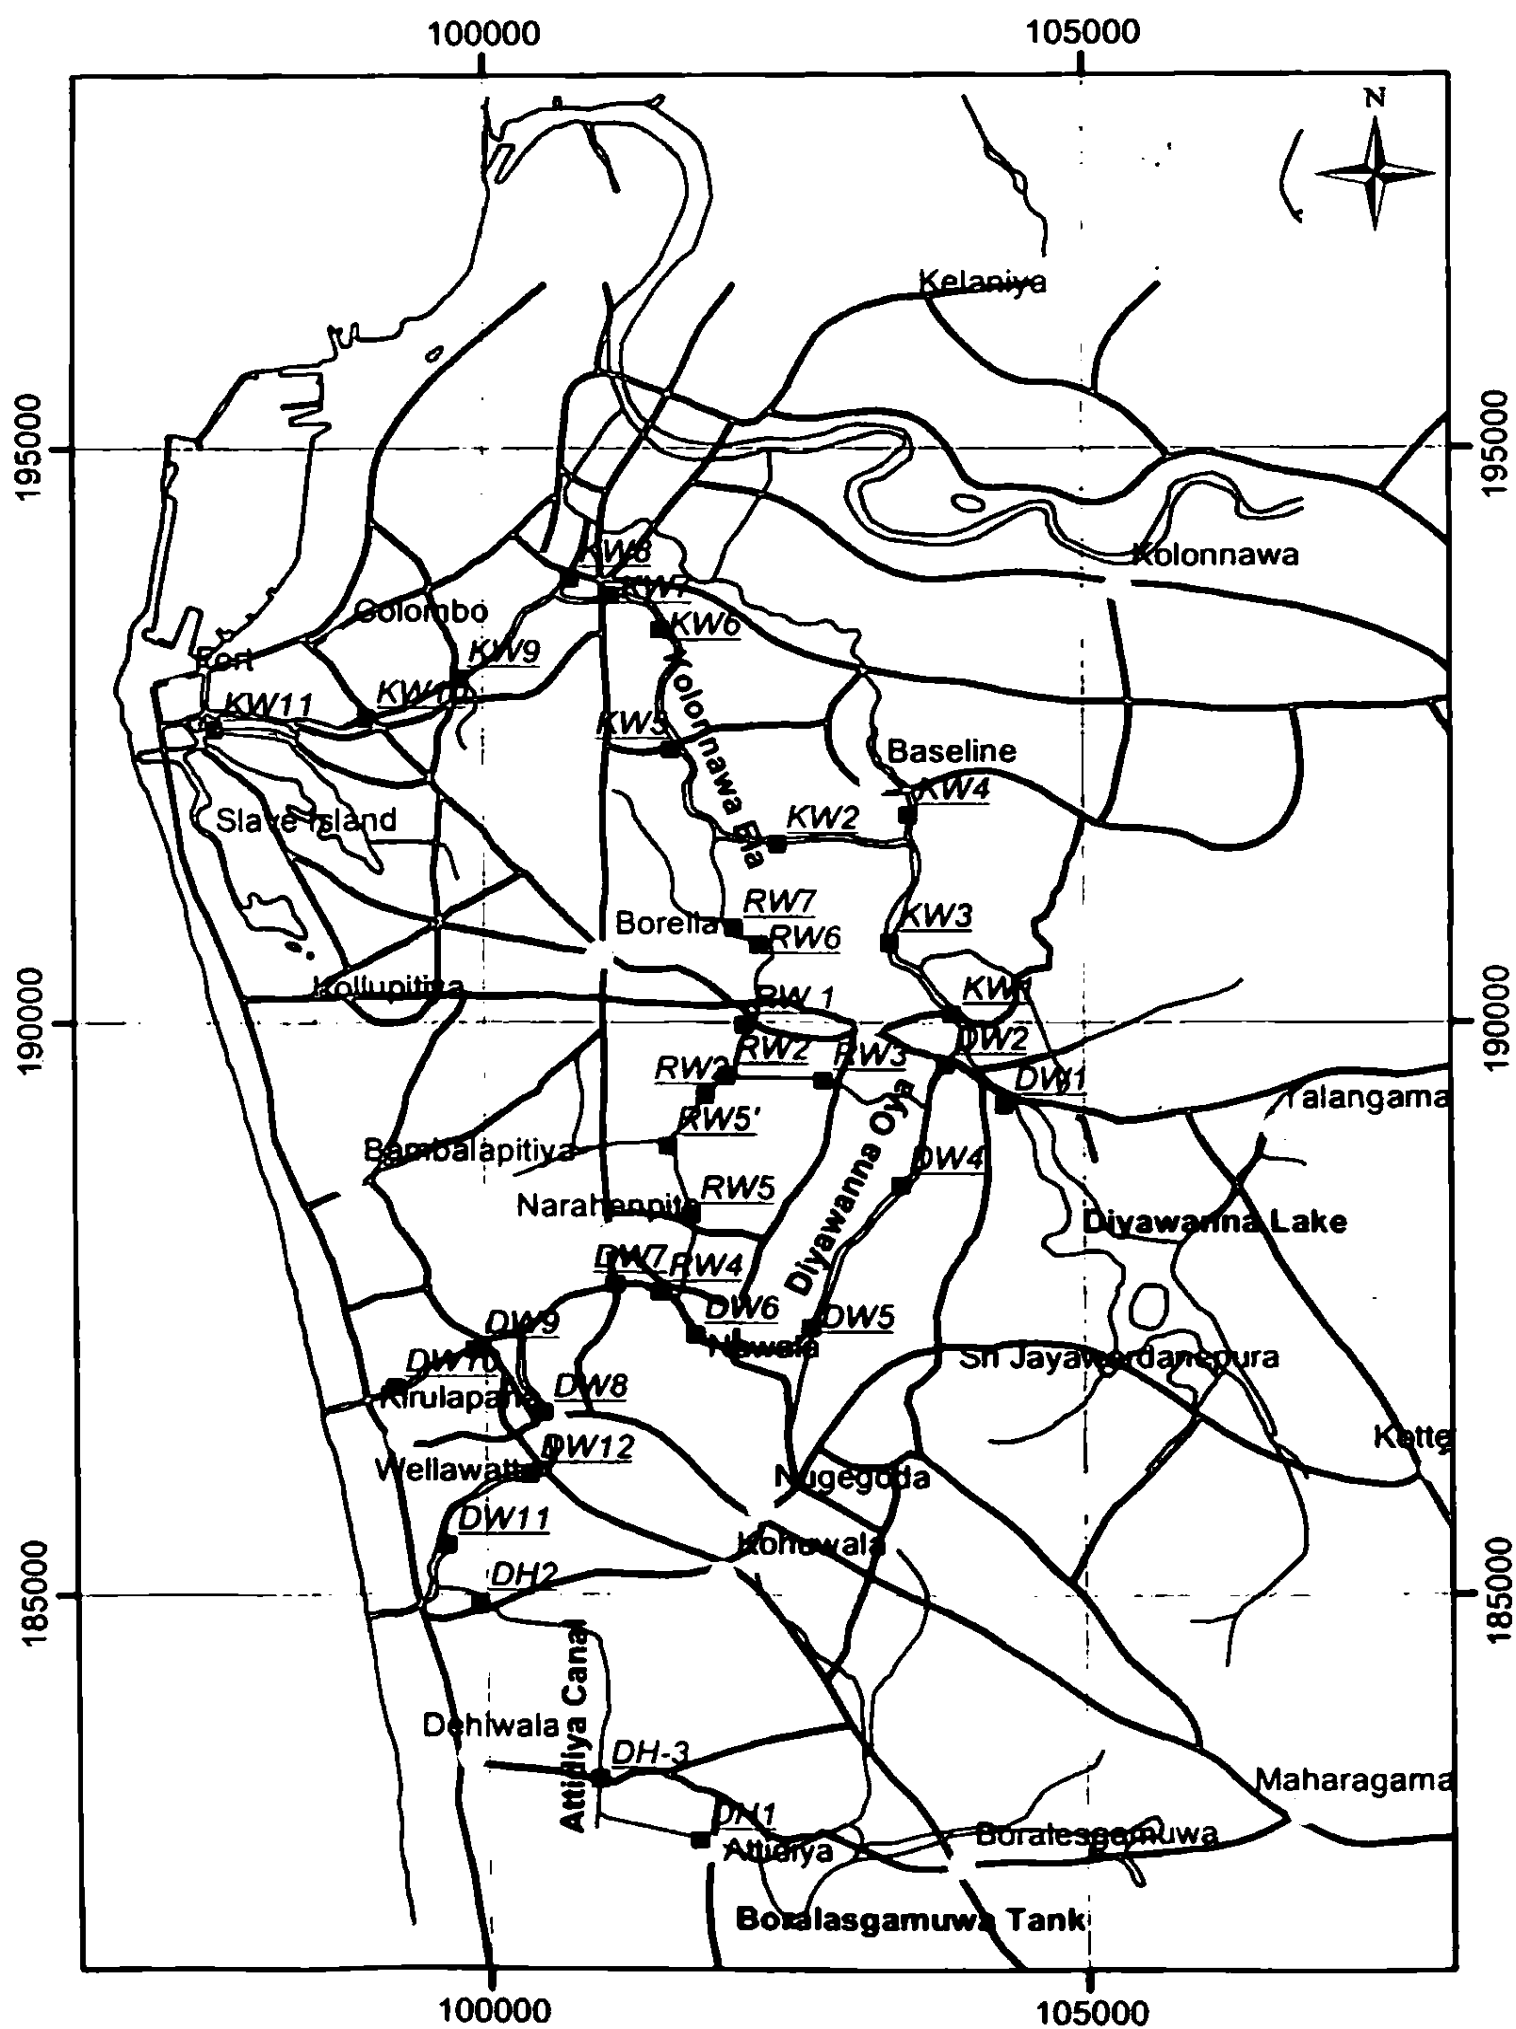 100000
105000
N
Kelaniya
195000
195000
Kolonnawa
KW8
KW7
Colombo
KW6
KW9
Fort
KW10
KW11
Kolonnawa Ela
KW5
Baseline
KW4
Slave Island
KW2
RW7
KW3
Borella
RW6
Kollupitiya
KW1
RW 1
190000
190000
DW2
RW2
RW3
RW3
DW1
Talangama
Diyawanna Oya
RW5'
Bambalapitiya
DW4
RW5
Narahenpita
Diyawanna Lake
DW7
RW4
DW6
DW5
DW9
Nawala
DW10
Sri Jayawardanepura
Kirulapana
DW8
Kotte
DW12
Wellawatta
Nugegoda
DW11
Kohuwala
185000
185000
DH2
Attidiya Canal
Dehiwala
DH-3
Maharagama
DH1
Boralesgamuwa
Attidiya
Boralasgamuwa Tank
100000
105000